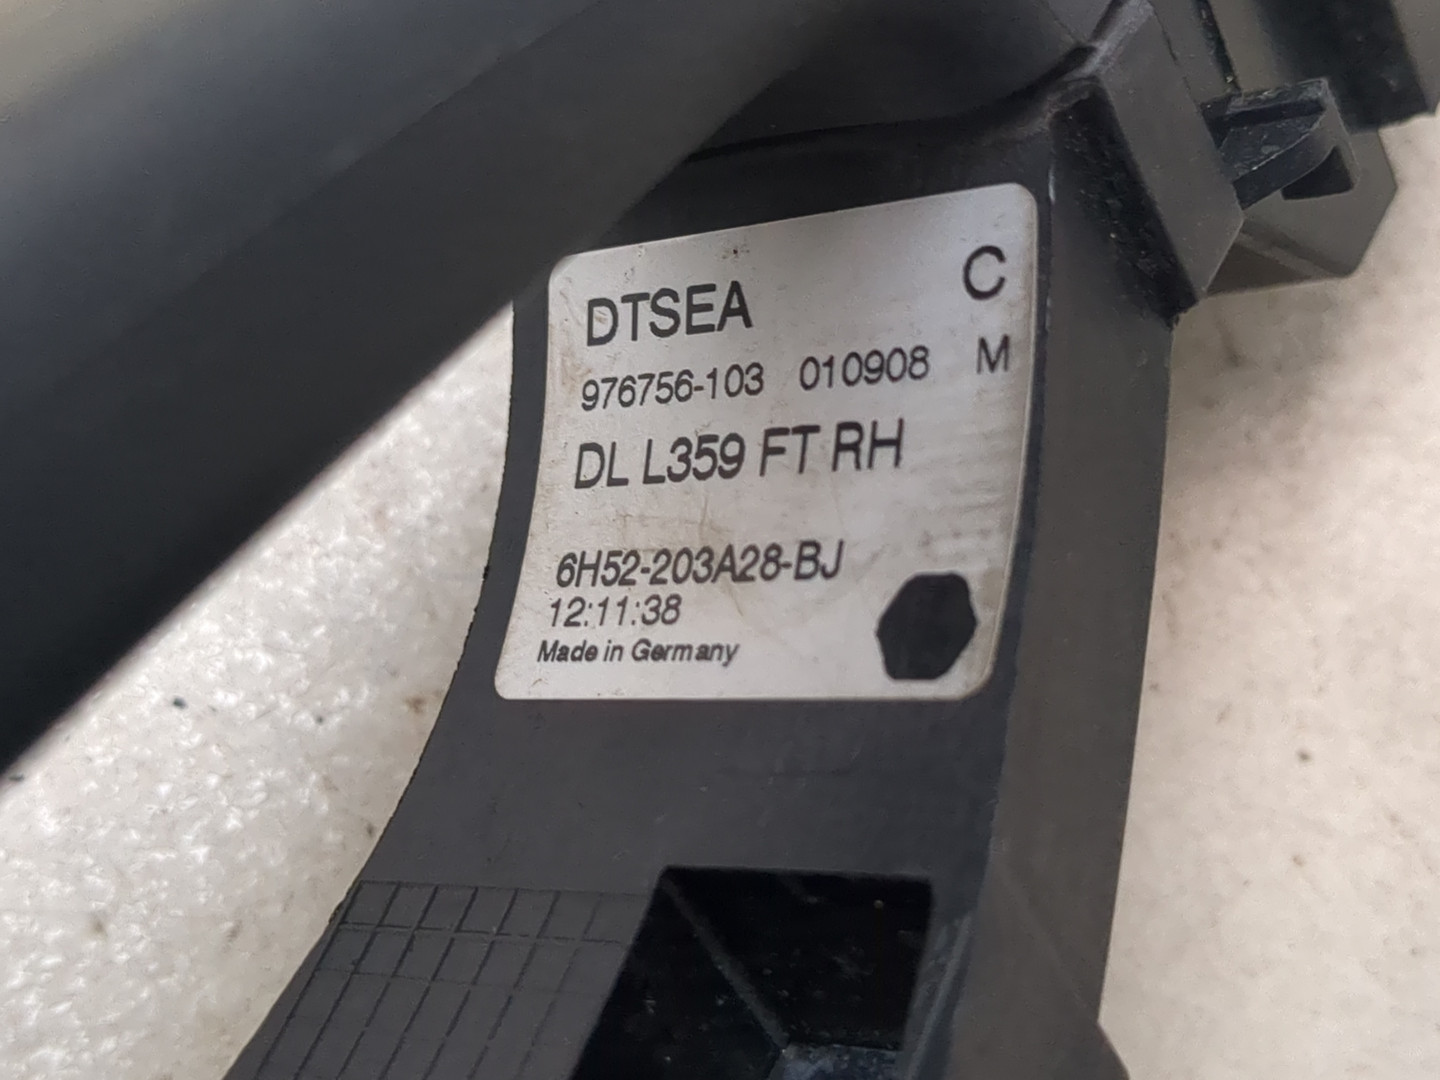 DTSEA C
976756-103 010908 M
DL L359 FT RH
6H52-203A28-BJ
12:11:38
Made in Germany